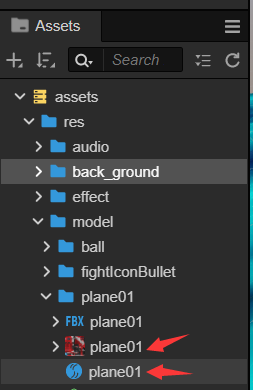 Assets
Search
assets
res
audio
back_ground
effect
model
ball
fightIconBullet
plane01
FBX plane01
plane01
plane01